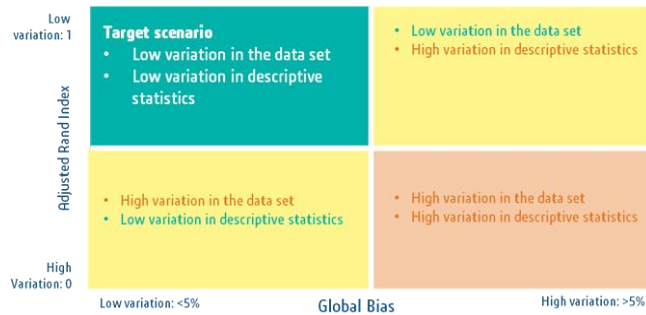 Low
variation: 1
Adjusted Rand Index
High
Variation: 0
Target scenario
• Low variation in the data set
• Low variation in descriptive
statistics
• Low variation in the data set
• High variation in descriptive statistics
• High variation in the data set
• Low variation in descriptive statistics
• High variation in the data set
• High variation in descriptive statistics
Low variation: <5%
Global Bias
High variation: >5%